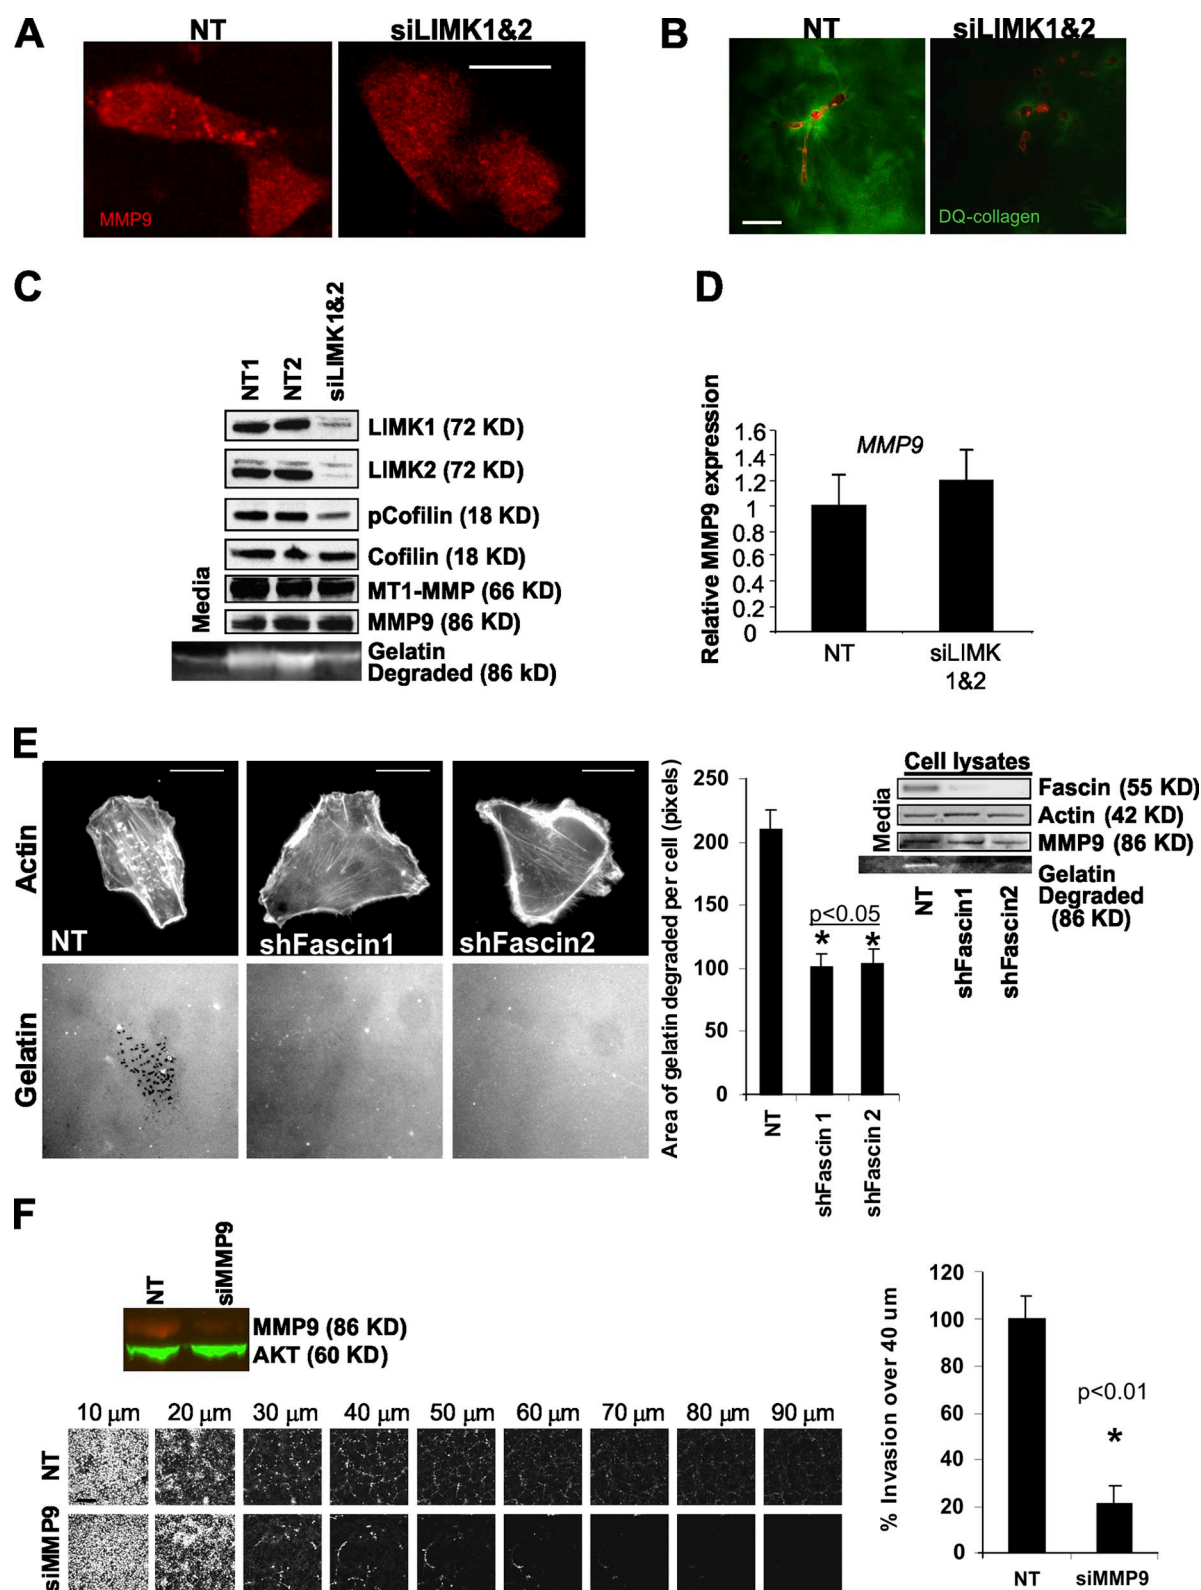 A
NT
siLIMK1&2
MMP9
B
NT
siLIMK1&2
DQ-collagen
C
NT1
NT2
siLIMK1&2
LIMK1 (72 KD)
LIMK2 (72 KD)
pCofilin (18 KD)
Cofilin (18 KD)
MT1-MMP (66 KD)
MMP9 (86 KD)
Media
Gelatin
Degraded (86 kD)
D
Relative MMP9 expression
MMP9
1.6
1.4
1.2
1
0.8
0.6
0.4
0.2
0
NT
siLIMK
1&2
E
Actin
NT
shFascin1
shFascin2
Gelatin
Area of gelatin degraded per cell (pixels)
250
200
150
100
50
0
p<0.05
* *
NT
shFascin 1
shFascin 2
Cell lysates
Media
Fascin (55 KD)
Actin (42 KD)
MMP9 (86 KD)
Gelatin
Degraded
(86 KD)
NT
shFascin1
shFascin2
F
NT
siMMP9
MMP9 (86 KD)
AKT (60 KD)
10 µm 20 µm 30 µm 40 µm 50 µm 60 µm 70 µm 80 µm 90 µm
NT
siMMP9
% Invasion over 40 um
120
100
80
60
40
20
0
p<0.01
*
NT
siMMP9